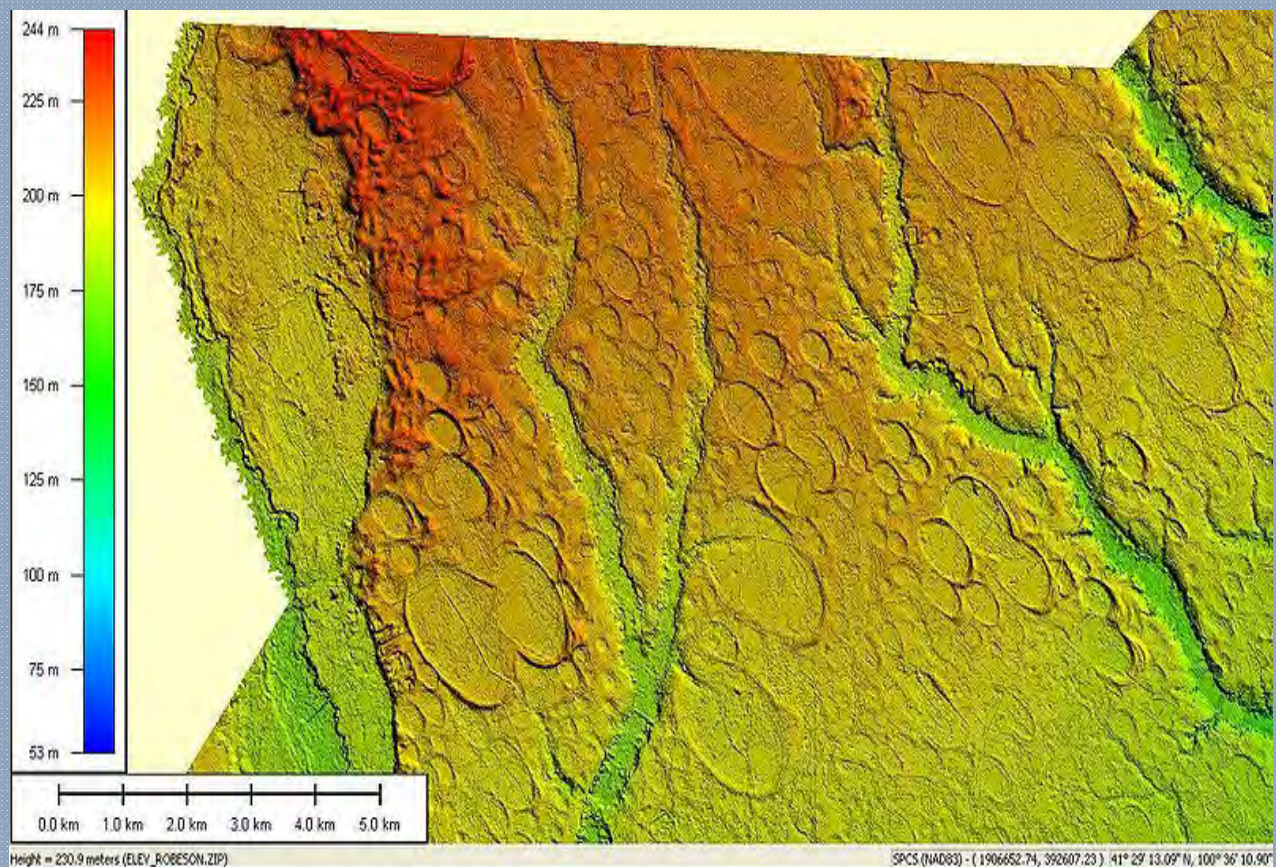 244 m
225 m
200 m
175 m
150 m
125 m
100 m
75 m
53 m
0.0 km 1.0 km 2.0 km 3.0 km 4.0 km 5.0 km
Height = 230.9 meters (ELEV_ROBESON.ZIP) SPCS (NAD83) - ( 1906652.74, 392607.23 ) 41° 29' 13.09" N, 100° 36' 10.90"